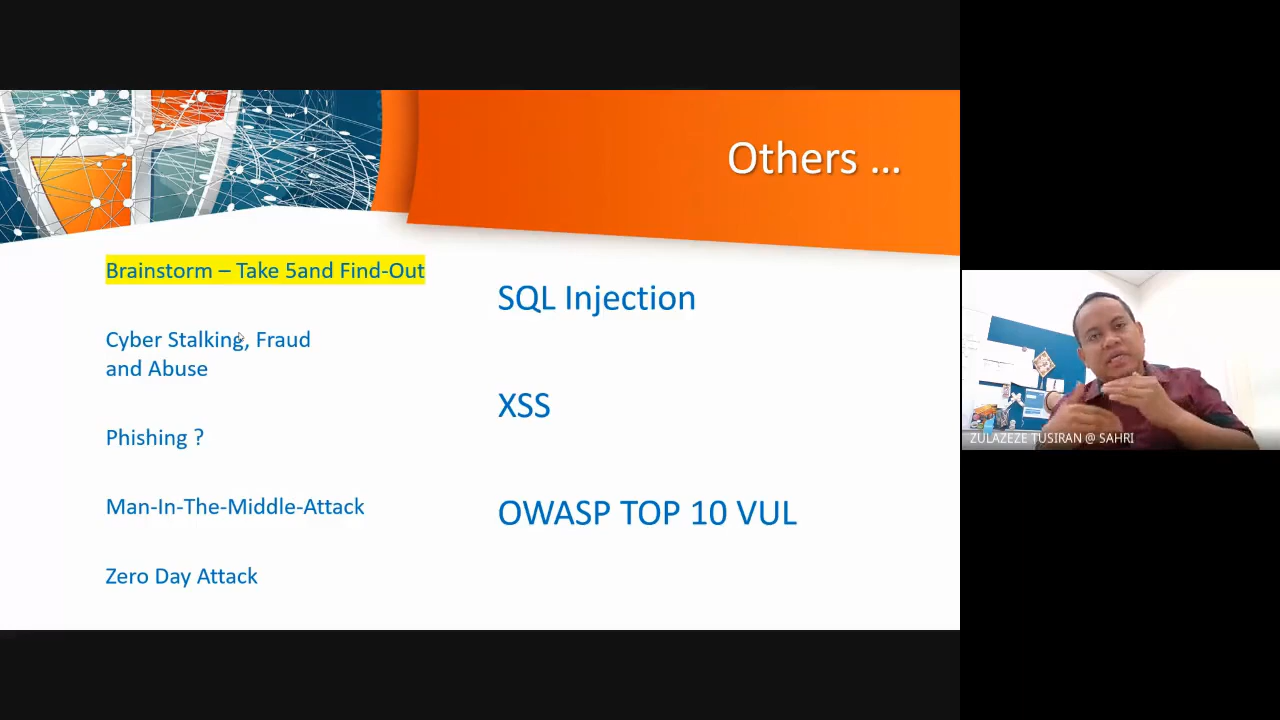 Others ...
Brainstorm – Take 5and Find-Out
Cyber Stalking, Fraud
and Abuse
Phishing ?
Man-In-The-Middle-Attack
Zero Day Attack
SQL Injection
XSS
OWASP TOP 10 VUL
ZULAZEZE TUSIRAN @ SAHRI